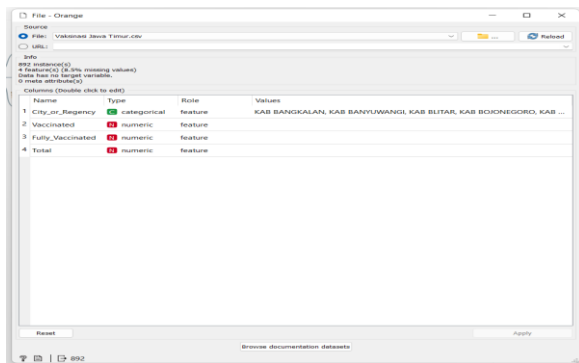 File - Orange
Source
File: Vaksinasi Jawa Timur.csv ... Reload
URL:
Info
892 instance(s)
4 feature(s) (8.5% missing values)
Data has no target variable.
0 meta attribute(s)
Columns (Double click to edit)
Name Type Role Values
1 City_or_Regency C categorical feature KAB BANGKALAN, KAB BANYUWANGI, KAB BLITAR, KAB BOJONEGORO, KAB ...
2 Vaccinated N numeric feature
3 Fully_Vaccinated N numeric feature
4 Total N numeric feature
Reset Apply
Browse documentation datasets
892